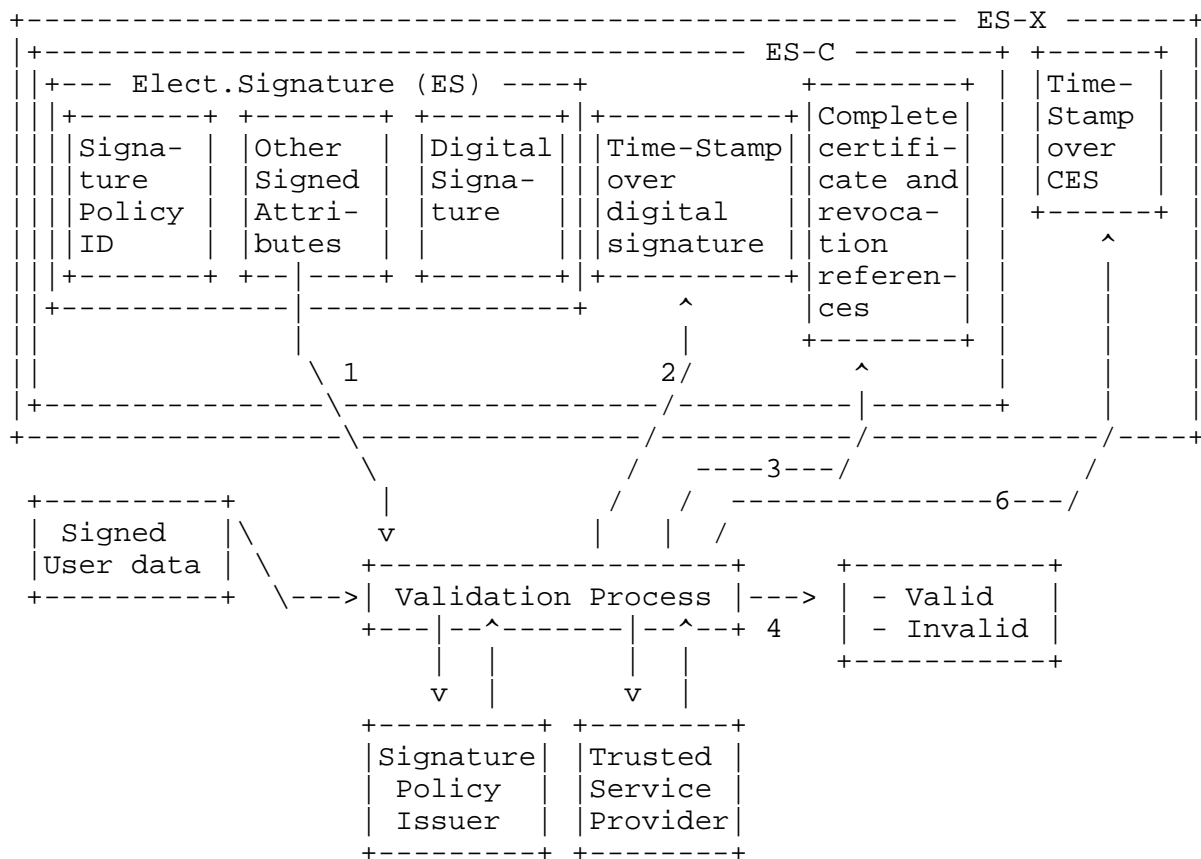 ES-X
ES-C
Elect.Signature (ES)
Signa-
ture
Policy
ID
Other
Signed
Attri-
butes
Digital
Signa-
ture
Time-Stamp
over
digital
signature
Complete
certifi-
cate and
revoca-
tion
referen-
ces
Time-
Stamp
over
CES
1
2
3
6
Signed
User data
Validation Process
4
- Valid
- Invalid
Signature
Policy
Issuer
Trusted
Service
Provider